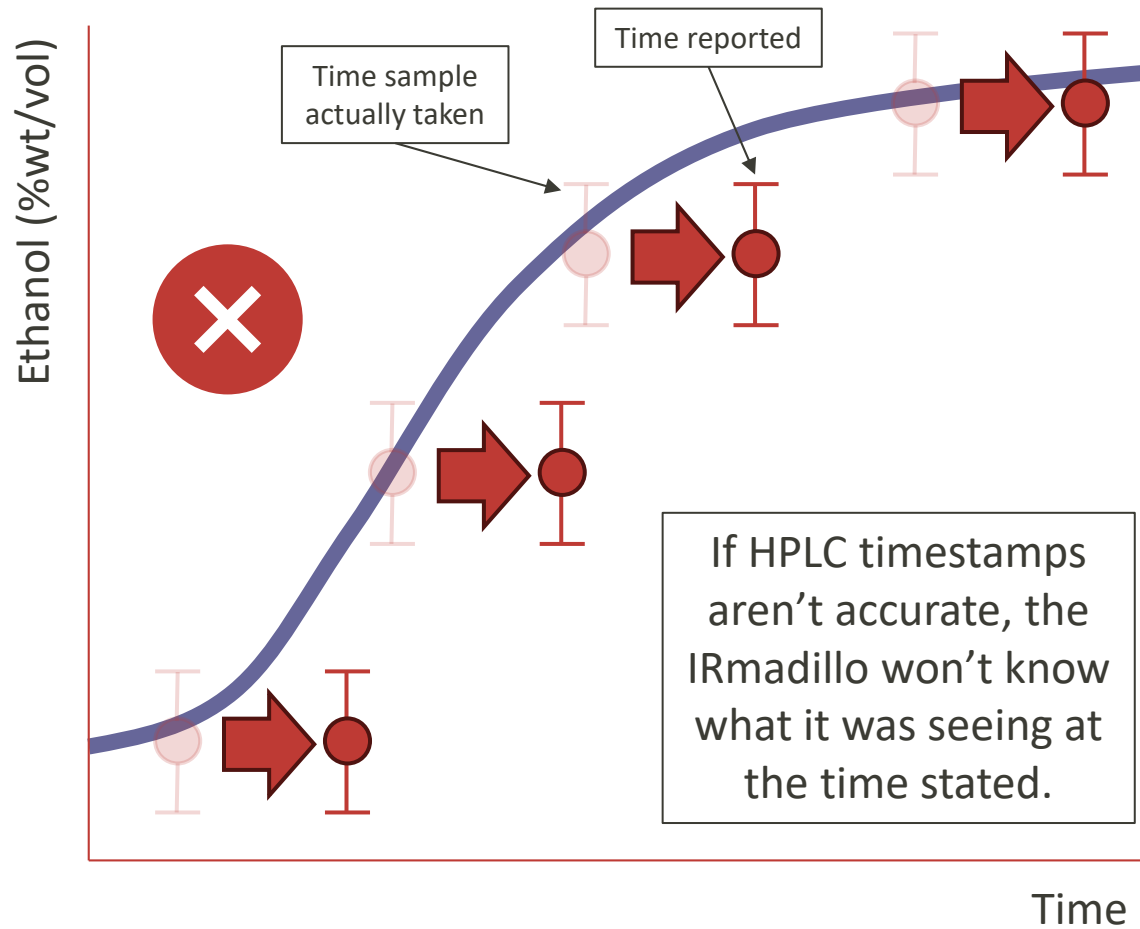 Ethanol (%wt/vol)
Time sample
actually taken
Time reported
If HPLC timestamps
aren’t accurate, the
IRmadillo won’t know
what it was seeing at
the time stated.
Time